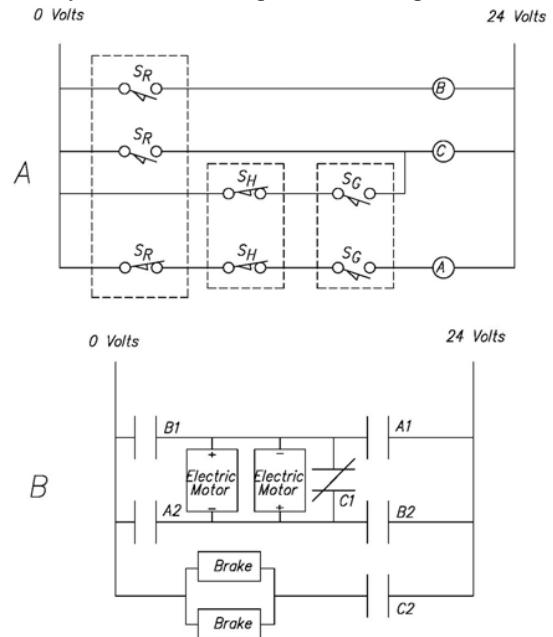 0 Volts 24 Volts
SR
B
SR
C
A
SH SG
SR SH SG
A
0 Volts 24 Volts
B1 A1
+ -
Electric Motor Electric Motor
B
- +
C1
A2 B2
Brake
C2
Brake